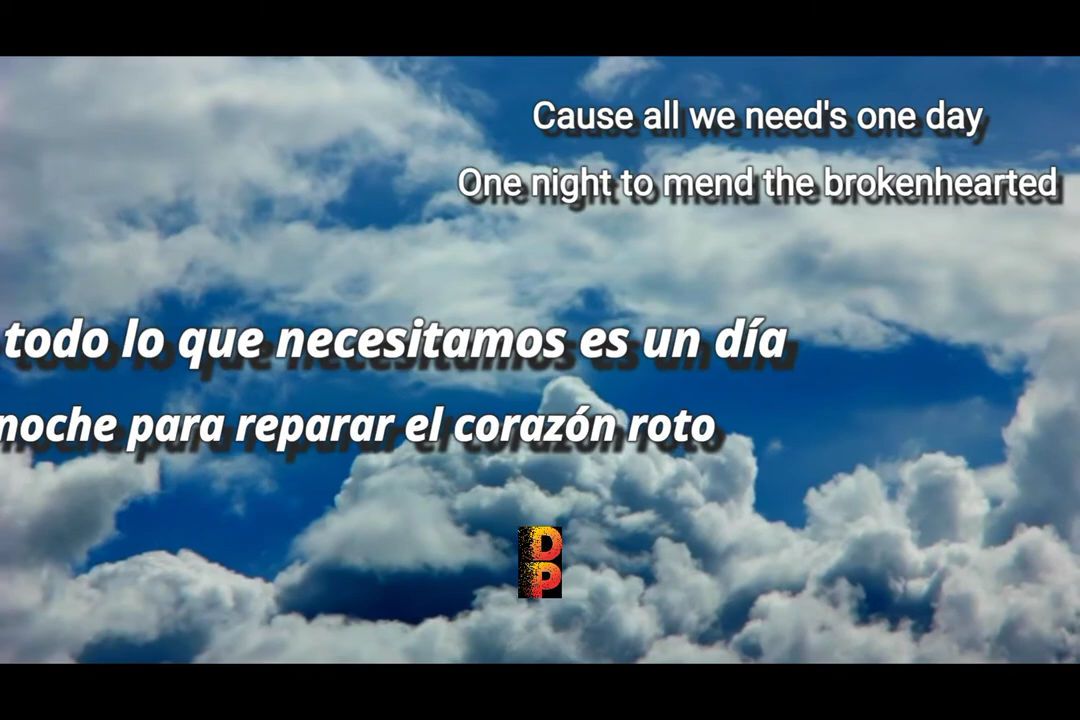 Cause all we need's one day
One night to mend the brokenhearted
todo lo que necesitamos es un día
noche para reparar el corazón roto
D
P